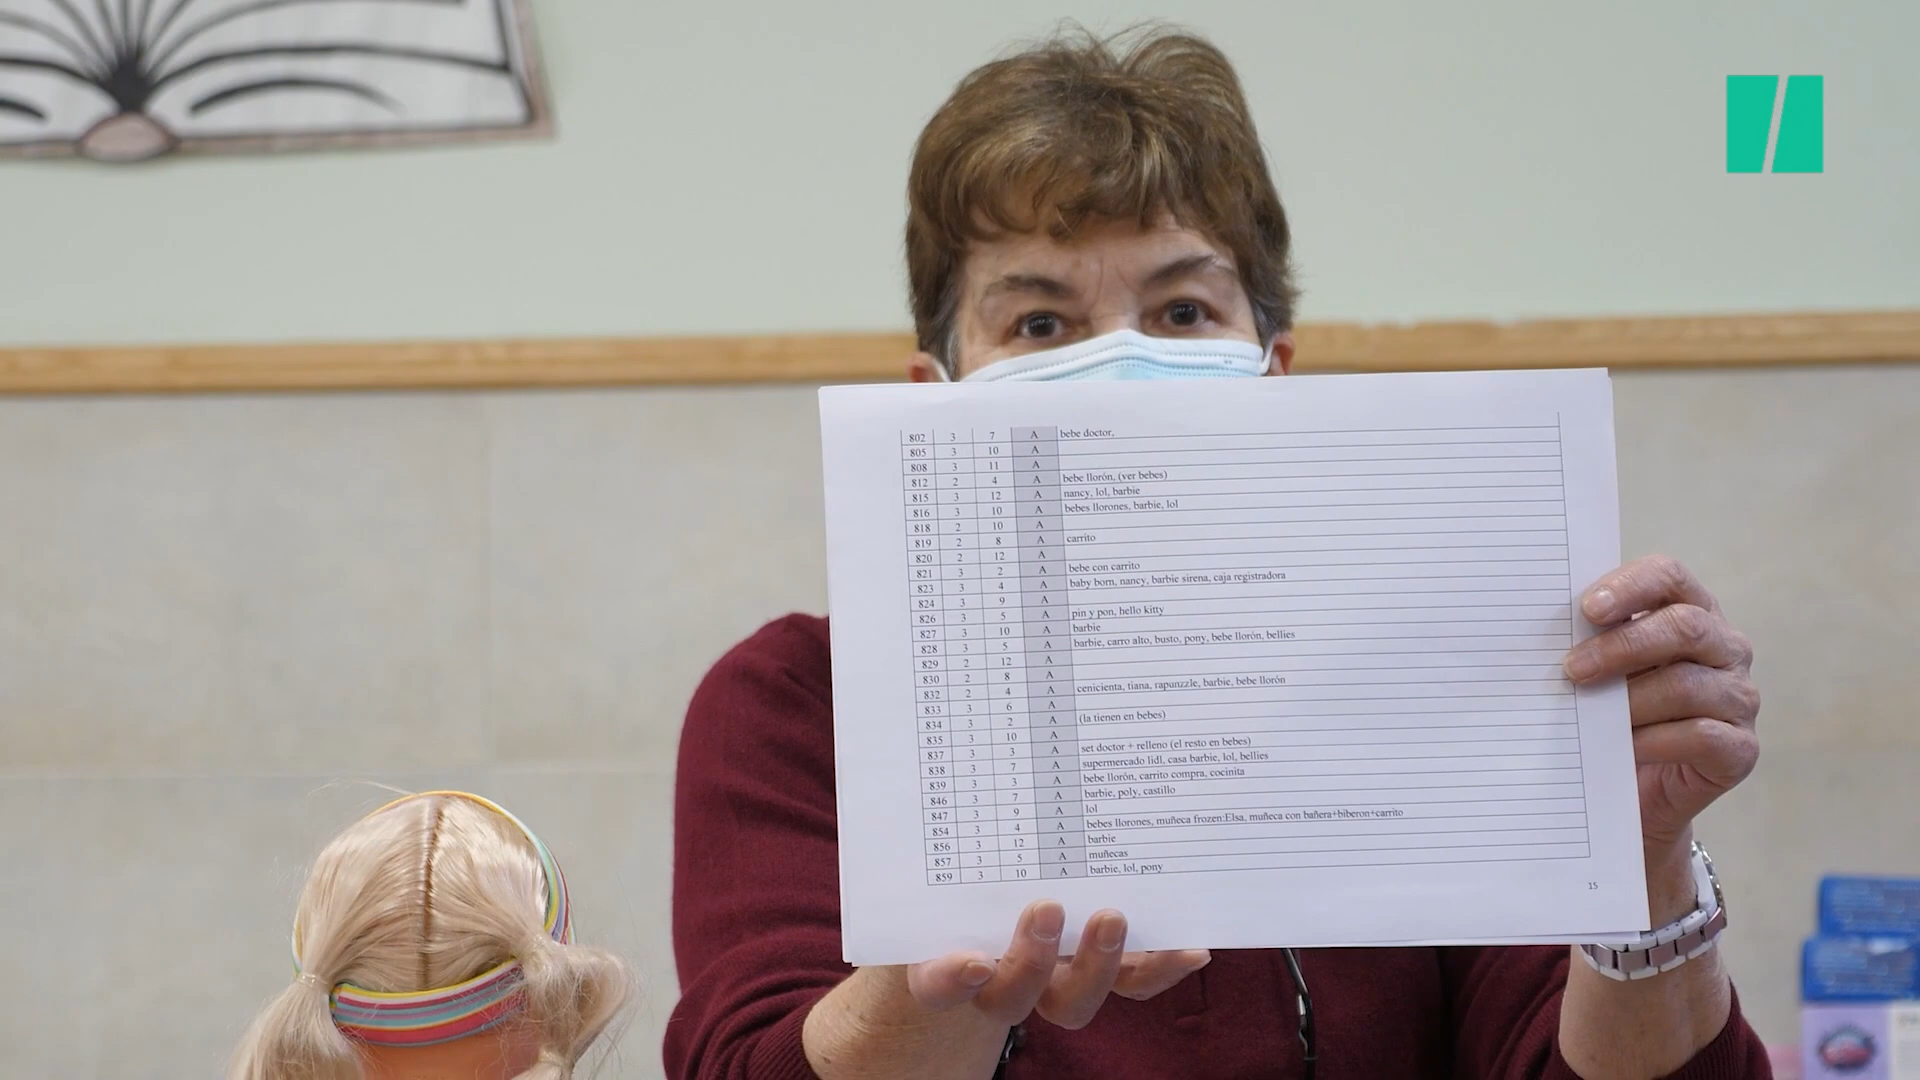 802 3 7 A bebe doctor,
805 3 10 A
808 3 11 A
812 2 4 A bebe llorón, (ver bebes)
815 3 12 A nancy, lol, barbie
816 3 10 A bebes llorones, barbie, lol
818 2 10 A
819 2 8 A carrito
820 2 12 A
821 3 2 A bebe con carrito
823 3 4 A baby born, nancy, barbie sirena, caja registradora
824 3 9 A
826 3 5 A pin y pon, hello kitty
827 3 10 A barbie
828 3 5 A barbie, carro alto, busto, pony, bebe llorón, bellies
829 2 12 A
830 2 8 A
832 2 4 A cenicienta, tiana, rapunzzle, barbie, bebe llorón
833 3 6 A
834 3 2 A (la tienen en bebes)
835 3 10 A
837 3 3 A set doctor + relleno (el resto en bebes)
838 3 7 A supermercado lidl, casa barbie, lol, bellies
839 3 3 A bebe llorón, carrito compra, cocinita
846 3 7 A barbie, poly, castillo
847 3 9 A lol
854 3 4 A bebes llorones, muñeca frozen:Elsa, muñeca con bañera+biberon+carrito
856 3 12 A barbie
857 3 5 A muñecas
859 3 10 A barbie, lol, pony
15